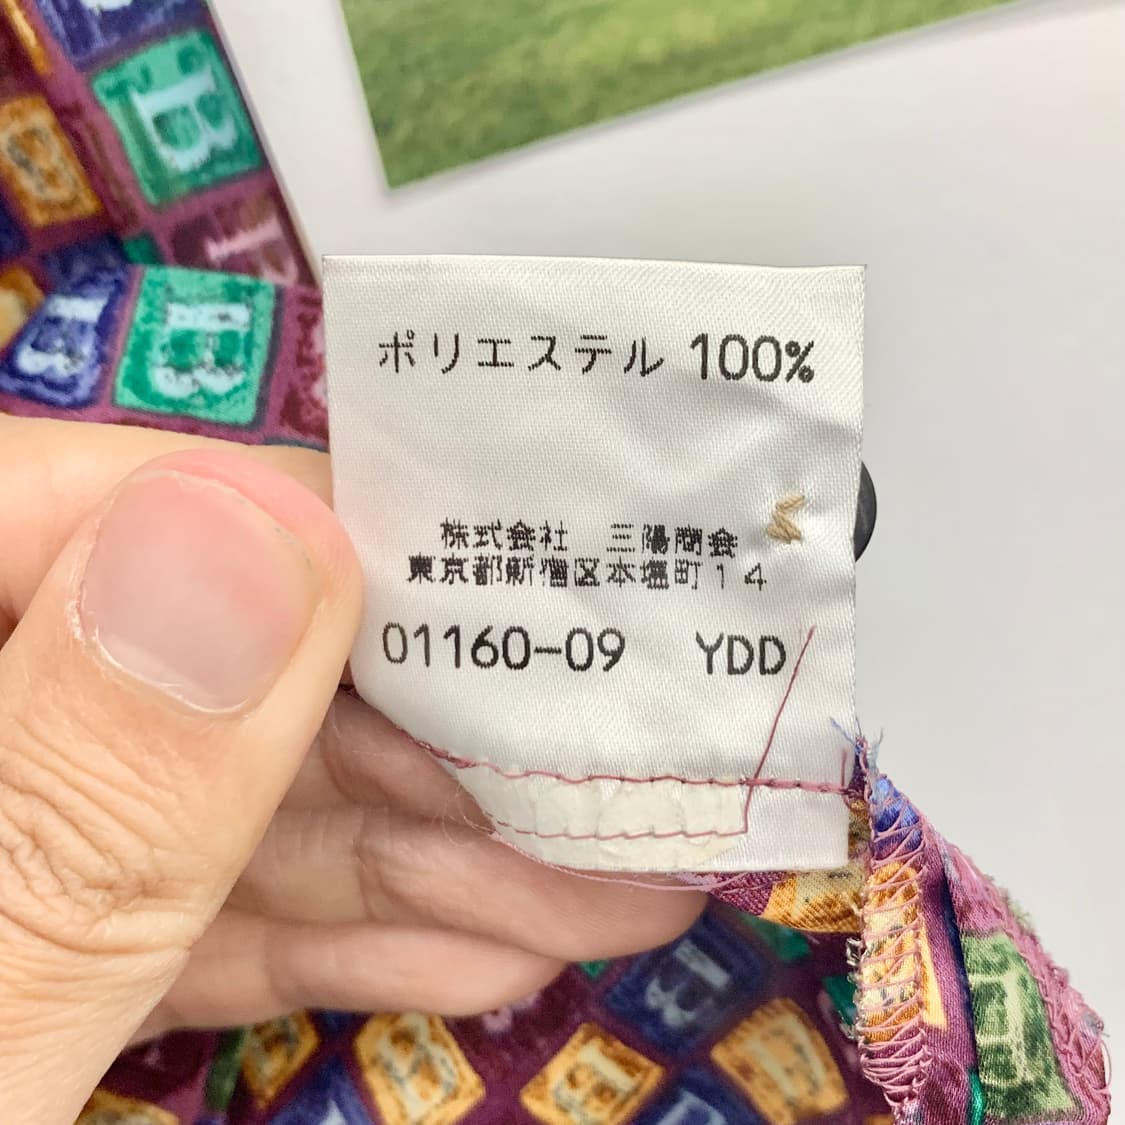 ポリエステル 100%
株式会社 三陽商会
東京都新宿区本塩町14
01160-09 YDD
B
B
B